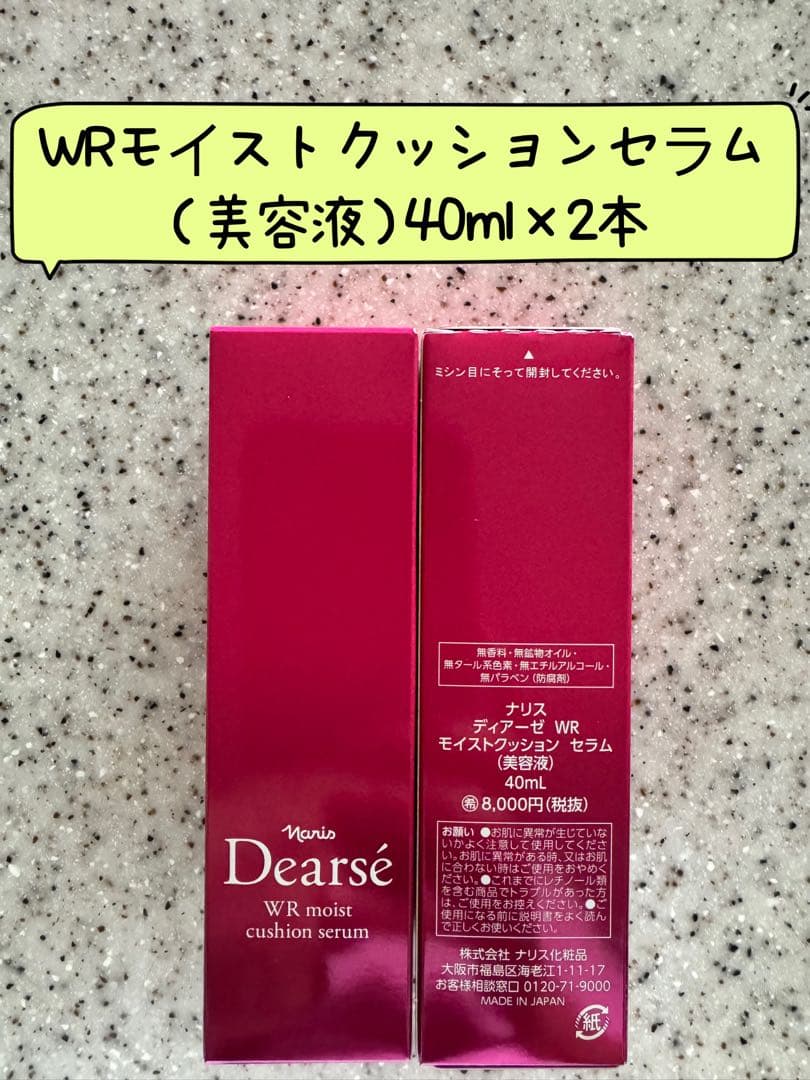 WRモイストクッションセラム
(美容液)40ml×2本
ミシン目にそって開封してください。
無香料・無鉱物オイル・
無タール系色素・無エチルアルコール・
無パラベン(防腐剤)
ナリス
ディアーゼ WR
モイストクッション セラム
(美容液)
40mL
希 8,000円(税抜)
お願い ●お肌に異常が生じていな
いかよく注意して使用してくださ
い。お肌に異常がある時、又はお肌
に合わない時はご使用をおやめく
ださい。●これまでにレチノール類
を含む商品でトラブルがあった方
は、ご使用をお控えください。●ご
使用になる前に説明書をよく読ん
で正しくお使いください。
株式会社 ナリス化粧品
大阪市福島区海老江1-11-17
お客様相談窓口 0120-71-9000
MADE IN JAPAN
紙
Naris
Dearsé
WR moist
cushion serum